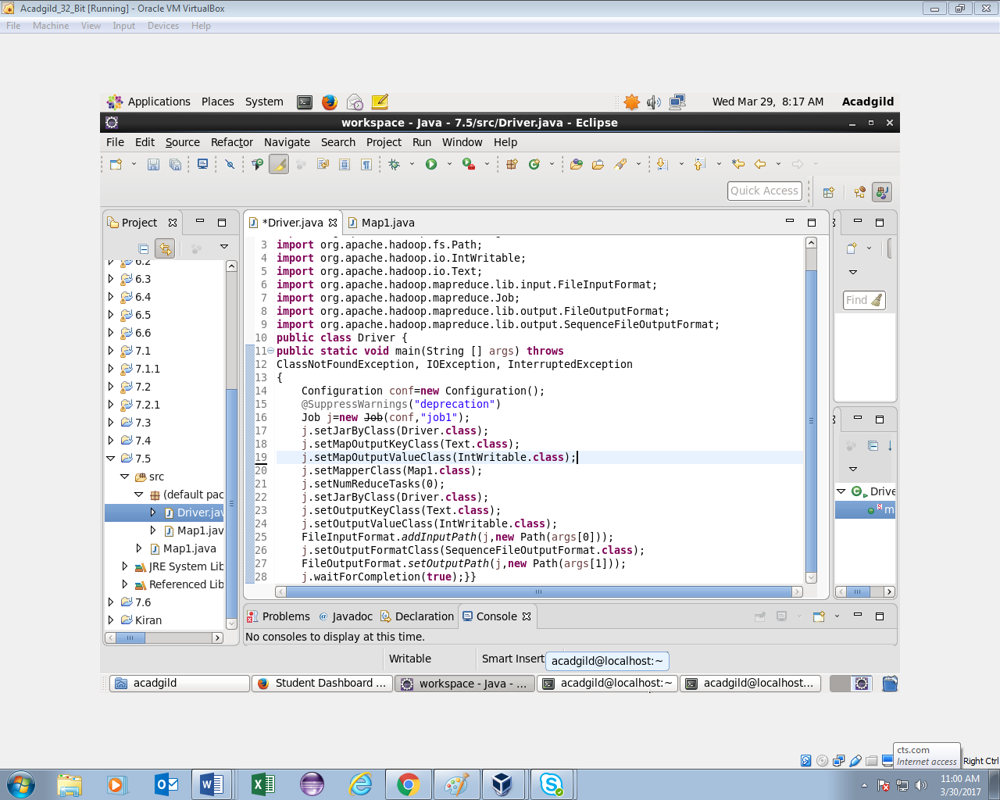 Acadgild_32_Bit [Running] - Oracle VM VirtualBox
File Machine View Input Devices Help
Applications Places System Wed Mar 29, 8:17 AM Acadgild
workspace - Java - 7.5/src/Driver.java - Eclipse
File Edit Source Refactor Navigate Search Project Run Window Help
Quick Access
Project
6.2
6.3
6.4
6.5
6.6
7.1
7.1.1
7.2
7.2.1
7.3
7.4
7.5
src
(default pac
Driver.jav
Map1.jav
Map1.java
JRE System Lib
Referenced Lib
7.6
Kiran
*Driver.java Map1.java
3 import org.apache.hadoop.fs.Path;
4 import org.apache.hadoop.io.IntWritable;
5 import org.apache.hadoop.io.Text;
6 import org.apache.hadoop.mapreduce.lib.input.FileInputFormat;
7 import org.apache.hadoop.mapreduce.Job;
8 import org.apache.hadoop.mapreduce.lib.output.FileOutputFormat;
9 import org.apache.hadoop.mapreduce.lib.output.SequenceFileOutputFormat;
10 public class Driver {
11 public static void main(String [] args) throws
12 ClassNotFoundException, IOException, InterruptedException
13 {
14 Configuration conf=new Configuration();
15 @SuppressWarnings("deprecation")
16 Job j=new Job(conf,"job1");
17 j.setJarByClass(Driver.class);
18 j.setMapOutputKeyClass(Text.class);
19 j.setMapOutputValueClass(IntWritable.class);
20 j.setMapperClass(Map1.class);
21 j.setNumReduceTasks(0);
22 j.setJarByClass(Driver.class);
23 j.setOutputKeyClass(Text.class);
24 j.setOutputValueClass(IntWritable.class);
25 FileInputFormat.addInputPath(j,new Path(args[0]));
26 j.setOutputFormatClass(SequenceFileOutputFormat.class);
27 FileOutputFormat.setOutputPath(j,new Path(args[1]));
28 j.waitForCompletion(true);}}
Find
Drive
m
Problems @ Javadoc Declaration Console
No consoles to display at this time.
Writable Smart Insert
acadgild@localhost:~
acadgild Student Dashboard ... workspace - Java - ... acadgild@localhost:~ acadgild@localhost...
cts.com
Internet access
Right Ctrl
11:00 AM
3/30/2017